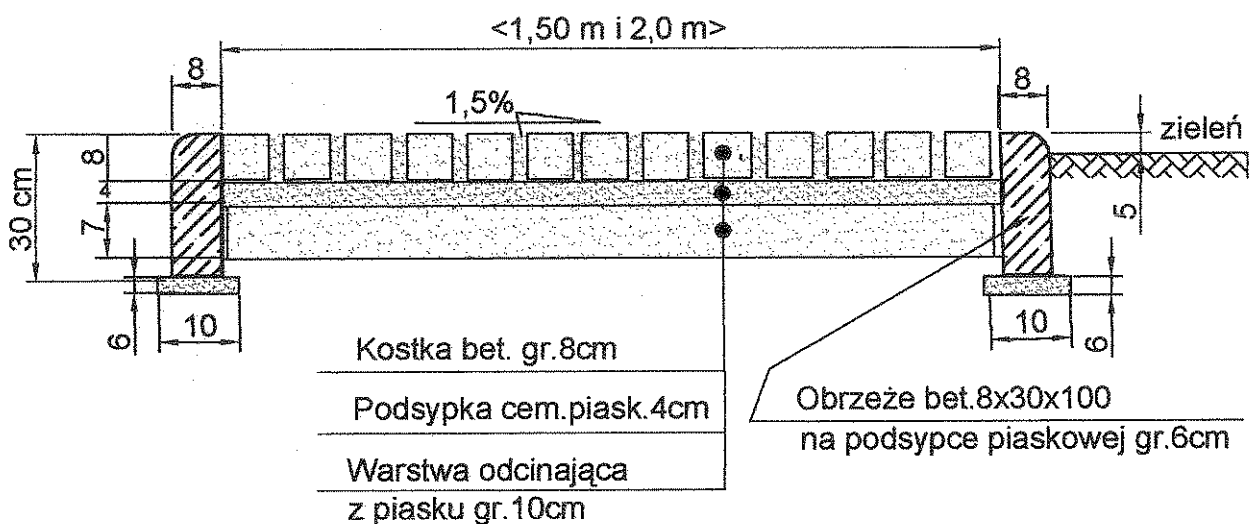 <1,50 m i 2,0 m>
8
8
1,5%
zieleń
30 cm
8
4
7
5
6
10
10
6
Kostka bet. gr.8cm
Podsypka cem.piask.4cm
Warstwa odcinająca
z piasku gr.10cm
Obrzeże bet.8x30x100
na podsypce piaskowej gr.6cm